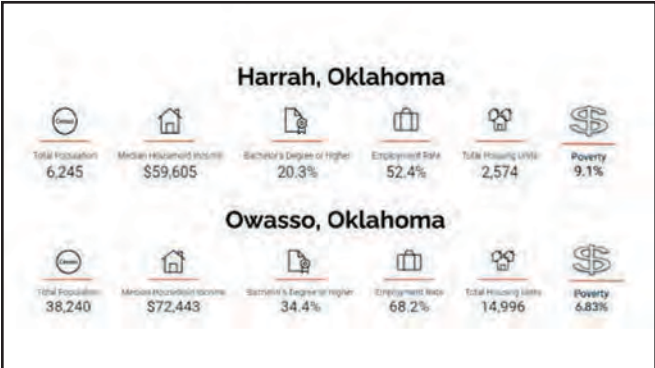 Harrah, Oklahoma
Total Population Median Household Income Bachelor's Degree or Higher Employment Rate Total Housing Units Poverty
6,245 $59,605 20.3% 52.4% 2,574 9.1%
Owasso, Oklahoma
Total Population Median Household Income Bachelor's Degree or Higher Employment Rate Total Housing Units Poverty
38,240 $72,443 34.4% 68.2% 14,996 6.83%